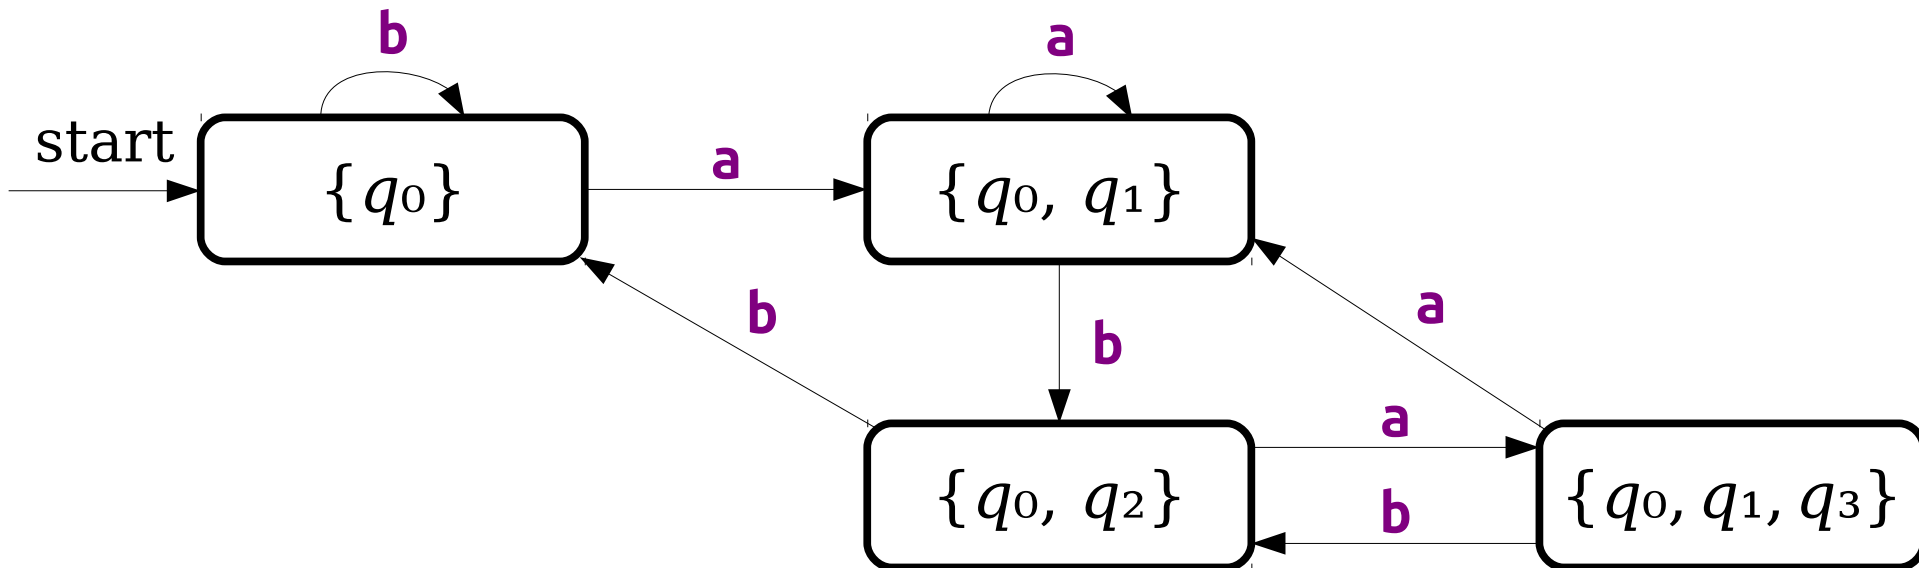 b
a
start
{q₀}
a
{q₀, q₁}
b
b
a
{q₀, q₂}
a
b
{q₀, q₁, q₃}